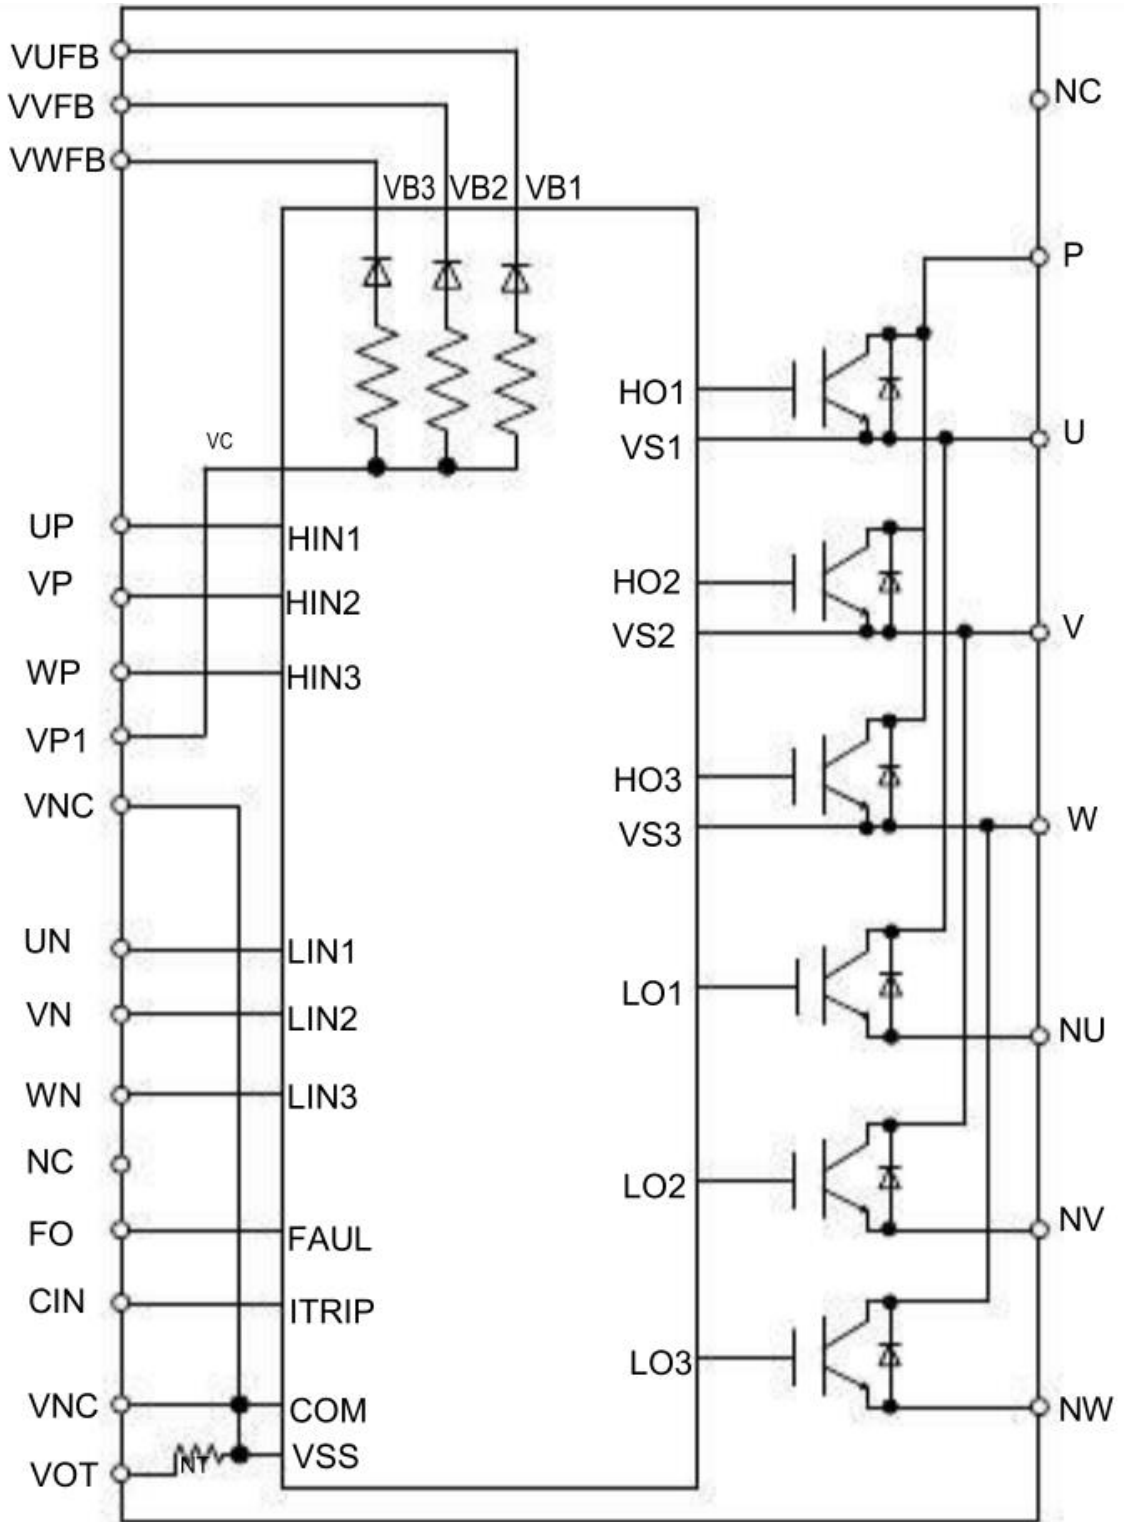 VUFB
VVFB
VWFB
VB3 VB2 VB1
NC
P
HO1
VS1
U
VC
UP
HIN1
VP
HIN2
HO2
VS2
V
WP
HIN3
VP1
HO3
VS3
W
VNC
UN
LIN1
VN
LIN2
LO1
NU
WN
LIN3
NC
LO2
NV
FO
FAUL
CIN
ITRIP
LO3
NW
VNC
COM
VSS
VOT
NT